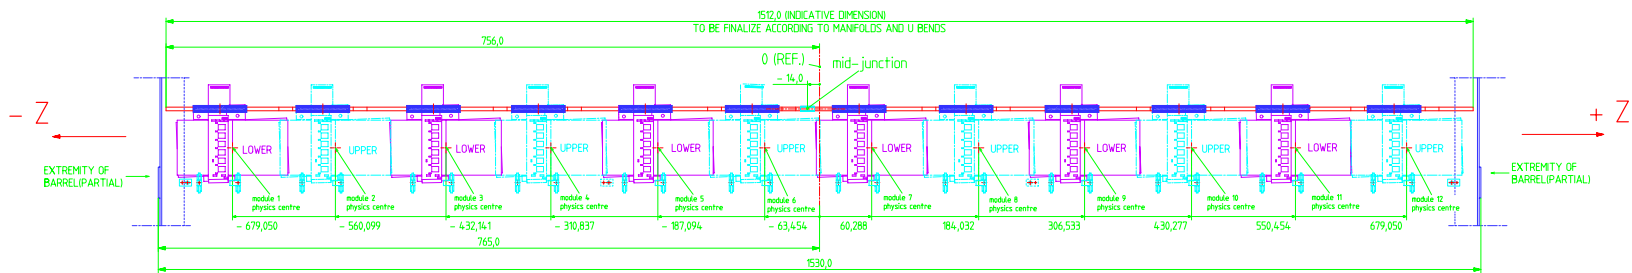 1512,0 (INDICATIVE DIMENSION)
TO BE FINALIZE ACCORDING TO MANIFOLDS AND U BENDS
756,0
0 (REF.)
mid-junction
- 14,0
- Z
+ Z
LOWER
UPPER
LOWER
UPPER
LOWER
UPPER
LOWER
UPPER
LOWER
UPPER
LOWER
UPPER
EXTREMITY OF
BARREL(PARTIAL)
EXTREMITY OF
BARREL(PARTIAL)
module 1
physics centre
module 2
physics centre
module 3
physics centre
module 4
physics centre
module 5
physics centre
module 6
physics centre
module 7
physics centre
module 8
physics centre
module 9
physics centre
module 10
physics centre
module 11
physics centre
module 12
physics centre
- 679,050
- 560,099
- 432,141
- 310,837
- 187,094
- 63,454
60,288
184,032
306,533
430,277
550,454
679,050
765,0
1530,0